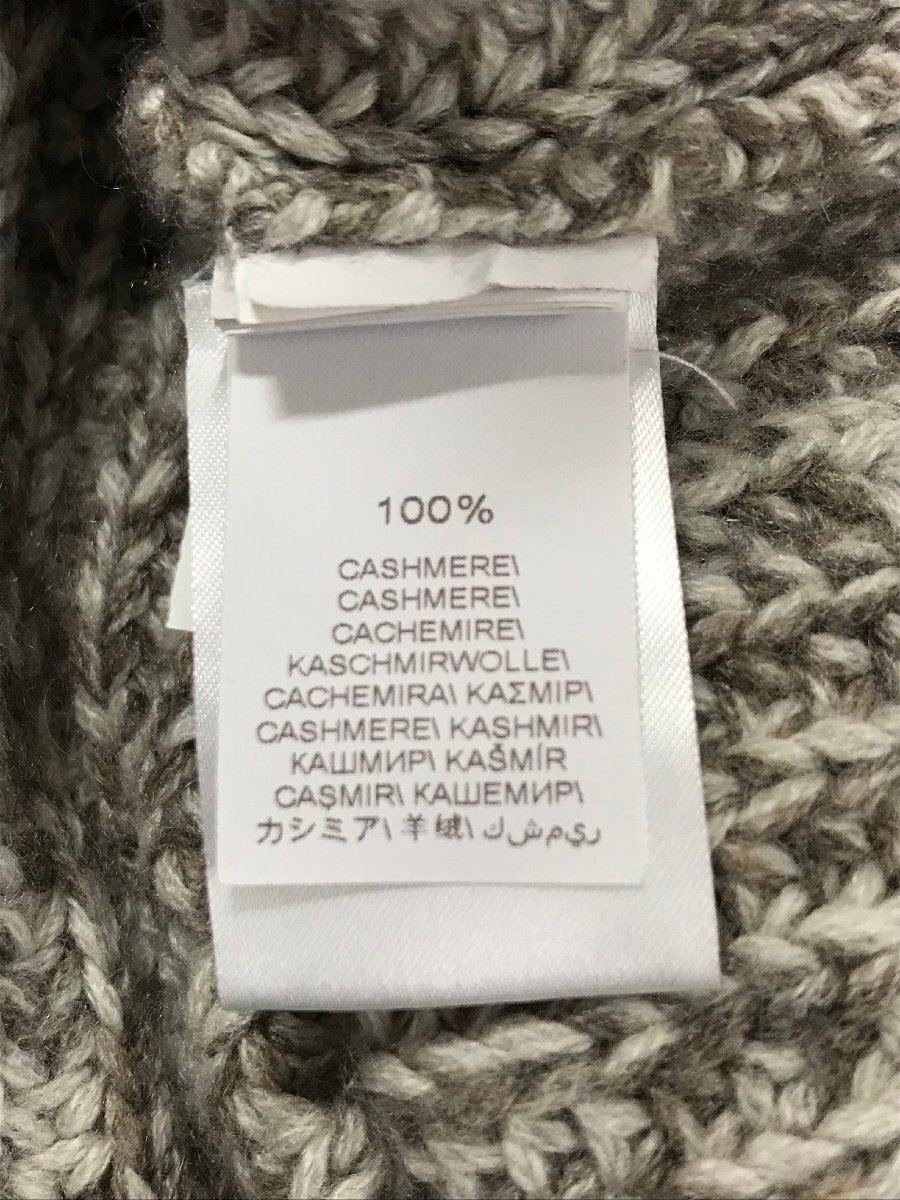 100%
CASHMERE\
CASHMERE\
CACHEMIRE\
KASCHMIRWOLLE\
CACHEMIRA\ ΚΑΣΜΙΡ\
CASHMERE\ KASHMIR\
КАШМИР\ KAŠMÍR
CAŞMIR\ КАШЕМИР\
カシミア\ 羊绒\ ر ي م ش ك